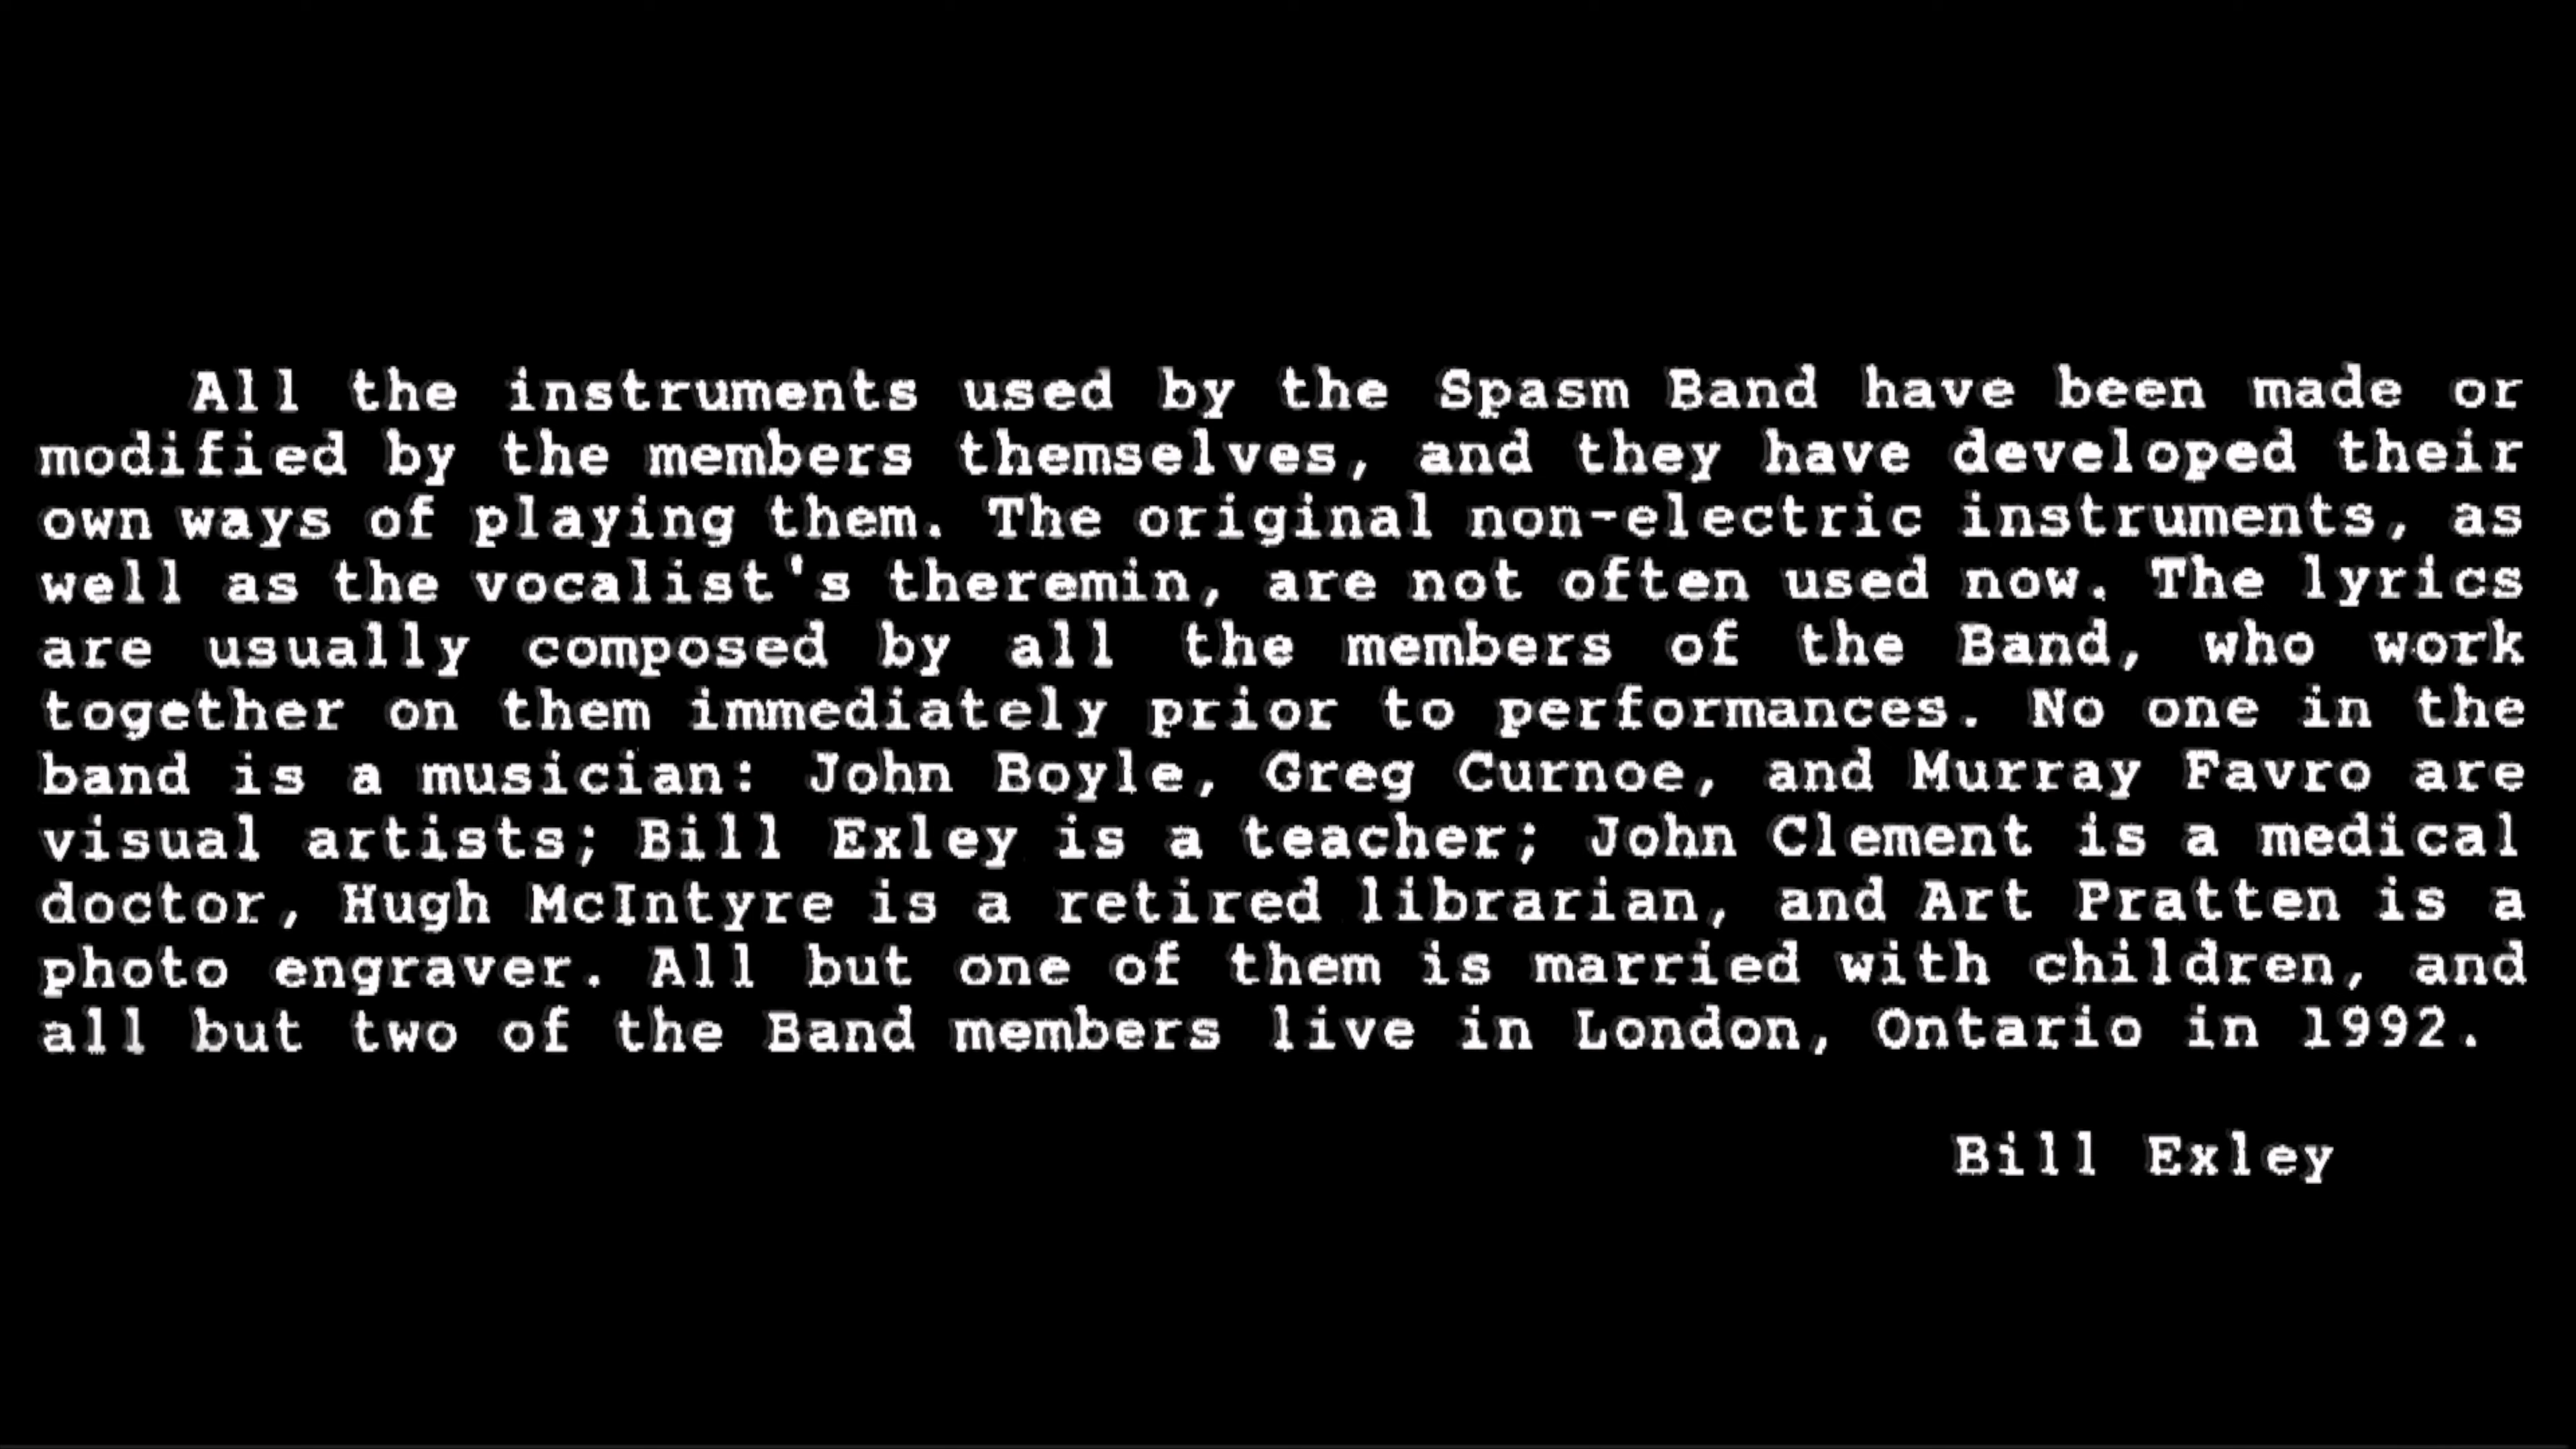 All the instruments used by the Spasm Band have been made or
modified by the members themselves, and they have developed their
own ways of playing them. The original non-electric instruments, as
well as the vocalist's theremin, are not often used now. The lyrics
are usually composed by all the members of the Band, who work
together on them immediately prior to performances. No one in the
band is a musician: John Boyle, Greg Curnoe, and Murray Favro are
visual artists; Bill Exley is a teacher; John Clement is a medical
doctor, Hugh McIntyre is a retired librarian, and Art Pratten is a
photo engraver. All but one of them is married with children, and
all but two of the Band members live in London, Ontario in 1992.
Bill Exley